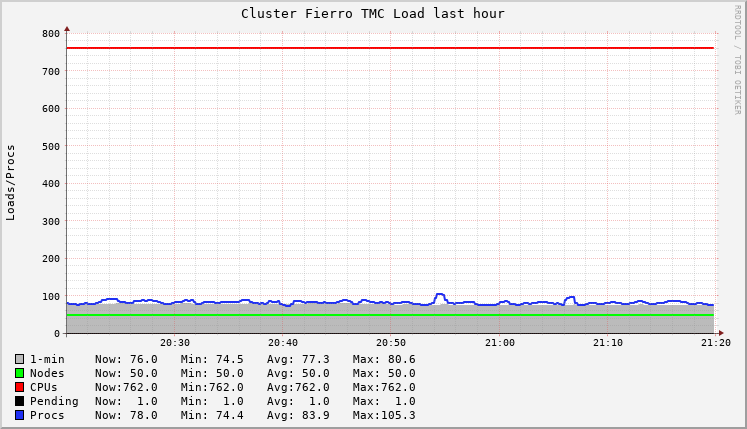 Cluster Fierro TMC Load last hour
RRDTOOL / TOBI OETIKER
Loads/Procs
800
700
600
500
400
300
200
100
0
20:30 20:40 20:50 21:00 21:10 21:20
1-min Now: 76.0 Min: 74.5 Avg: 77.3 Max: 80.6
Nodes Now: 50.0 Min: 50.0 Avg: 50.0 Max: 50.0
CPUs Now:762.0 Min:762.0 Avg:762.0 Max:762.0
Pending Now: 1.0 Min: 1.0 Avg: 1.0 Max: 1.0
Procs Now: 78.0 Min: 74.4 Avg: 83.9 Max:105.3